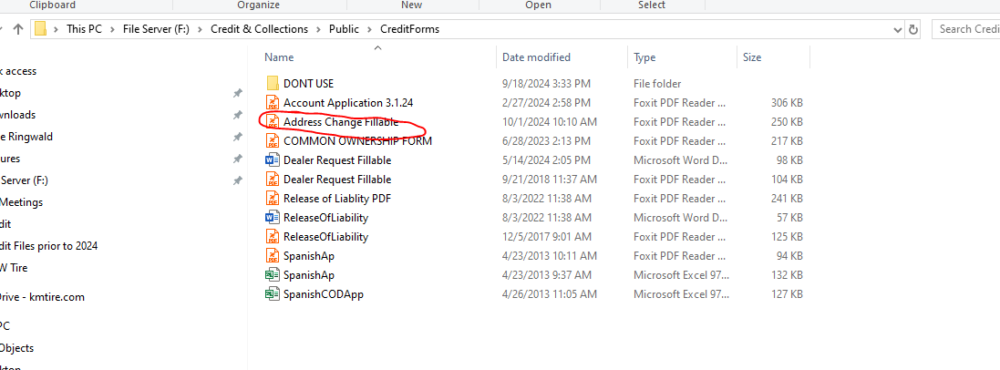 Clipboard Organize New Open Select
This PC > File Server (F:) > Credit & Collections > Public > CreditForms
Search Credi
Name Date modified Type Size
k access
ktop
wnloads
e Ringwald
ures
Server (F:)
Meetings
dit
dit Files prior to 2024
W Tire
Drive - kmtire.com
PC
Objects
ktop
DONT USE 9/18/2024 3:33 PM File folder
Account Application 3.1.24 2/27/2024 2:58 PM Foxit PDF Reader ... 306 KB
Address Change Fillable 10/1/2024 10:10 AM Foxit PDF Reader ... 250 KB
COMMON OWNERSHIP FORM 6/28/2023 2:13 PM Foxit PDF Reader ... 217 KB
Dealer Request Fillable 5/14/2024 2:05 PM Microsoft Word D... 98 KB
Dealer Request Fillable 9/21/2018 11:37 AM Foxit PDF Reader ... 104 KB
Release of Liablity PDF 8/3/2022 11:38 AM Foxit PDF Reader ... 241 KB
ReleaseOfLiability 8/3/2022 11:38 AM Microsoft Word D... 57 KB
ReleaseOfLiability 12/5/2017 9:01 AM Foxit PDF Reader ... 125 KB
SpanishAp 4/23/2013 10:11 AM Foxit PDF Reader ... 94 KB
SpanishAp 4/23/2013 9:37 AM Microsoft Excel 97... 132 KB
SpanishCODApp 4/26/2013 11:05 AM Microsoft Excel 97... 127 KB